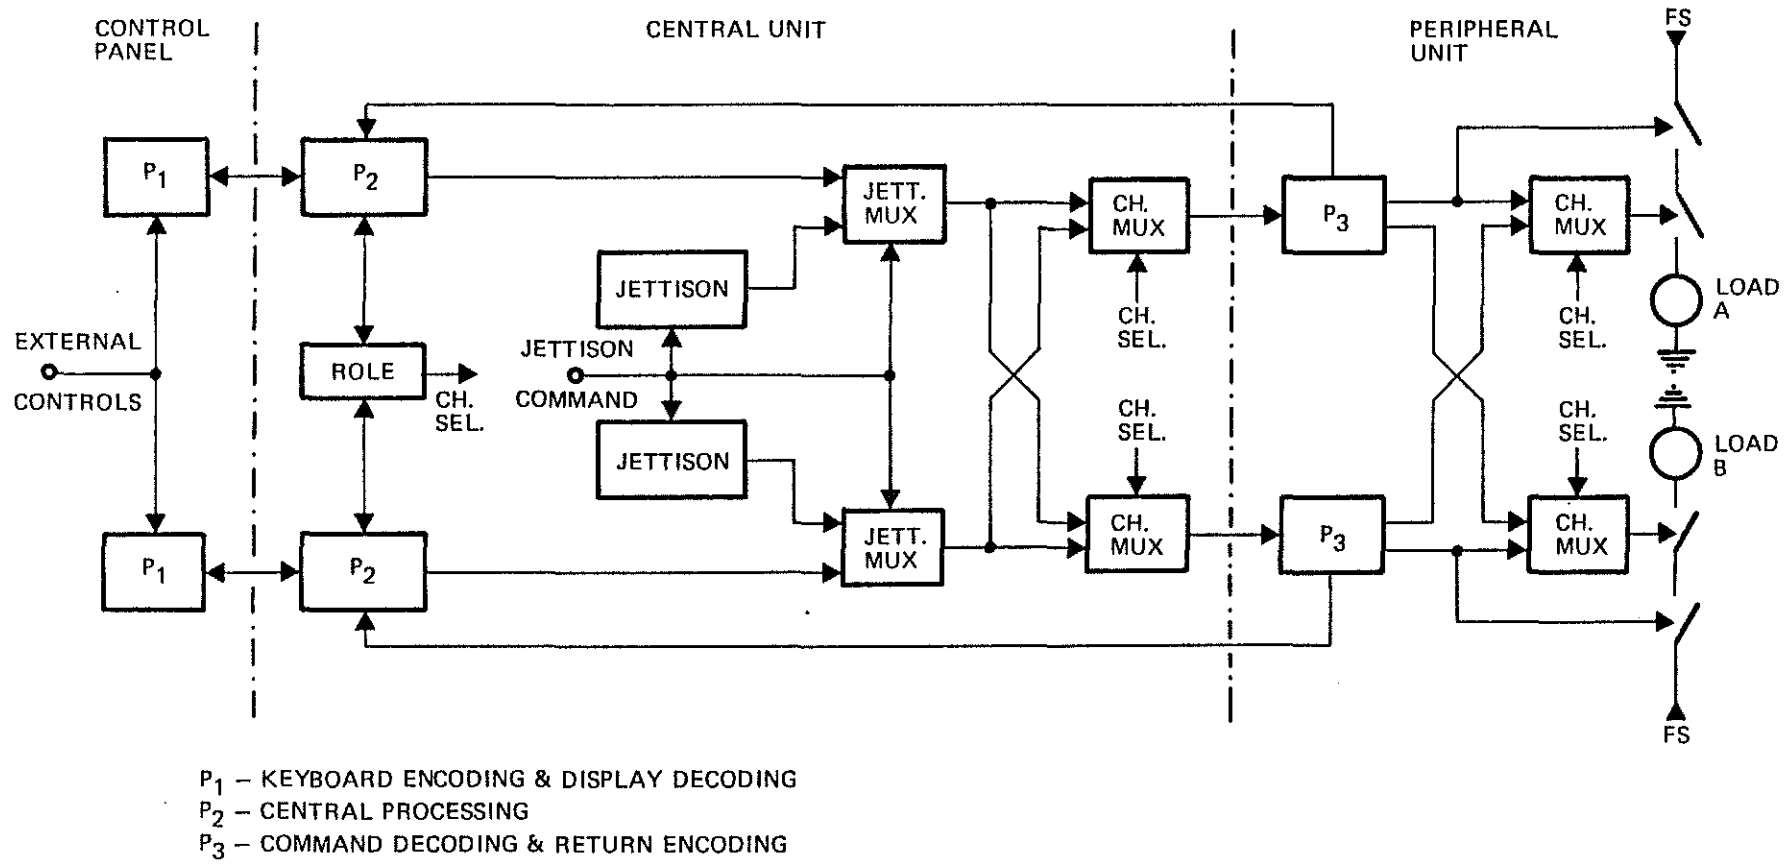 CONTROL
PANEL
CENTRAL UNIT
PERIPHERAL
UNIT
FS
P1
P2
JETT.
MUX
CH.
MUX
P3
CH.
MUX
JETTISON
CH.
SEL.
CH.
SEL.
LOAD
A
EXTERNAL
CONTROLS
ROLE
CH.
SEL.
JETTISON
COMMAND
JETTISON
CH.
SEL.
CH.
SEL.
LOAD
B
P1
P2
JETT.
MUX
CH.
MUX
P3
CH.
MUX
FS
P1 – KEYBOARD ENCODING & DISPLAY DECODING
P2 – CENTRAL PROCESSING
P3 – COMMAND DECODING & RETURN ENCODING